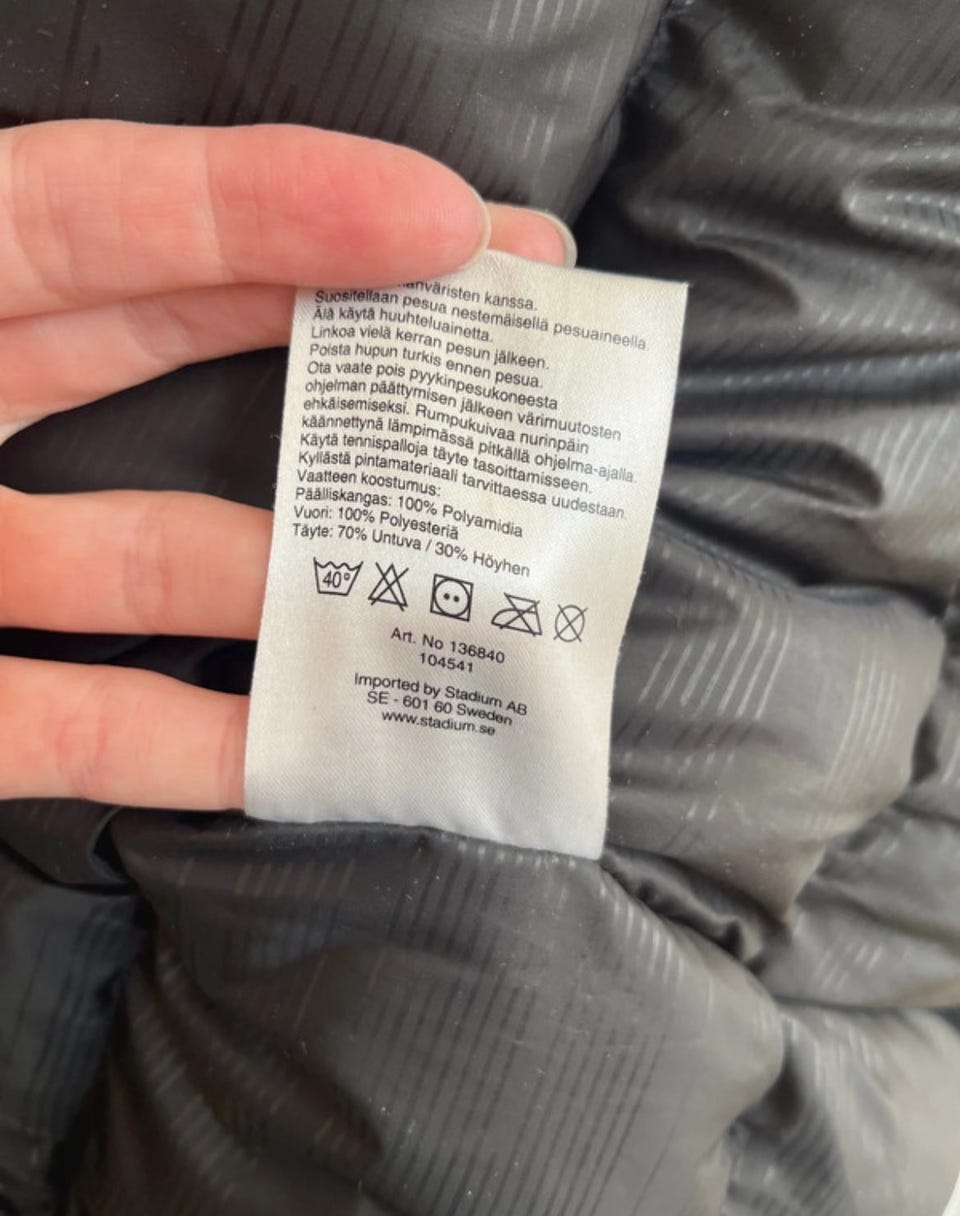 kanssa.
Suositellaan pesua nestemäisellä pesuaineella.
Älä käytä huuhteluainetta.
Linkoa vielä kerran pesun jälkeen.
Poista hupun turkis ennen pesua.
Ota vaate pois pyykinpesukoneesta
ohjelman päättymisen jälkeen värimuutosten
ehkäisemiseksi. Rumpukuivaa nurinpäin
käännettynä lämpimässä pitkällä ohjelma-ajalla.
Käytä tennispalloja täyte tasoittamisseen.
Kyllästä pintamateriaali tarvittaessa uudestaan.
Vaatteen koostumus:
Päälliskangas: 100% Polyamidia
Vuori: 100% Polyesteriä
Täyte: 70% Untuva / 30% Höyhen
40°
Art. No 136840
104541
Imported by Stadium AB
SE - 601 60 Sweden
www.stadium.se